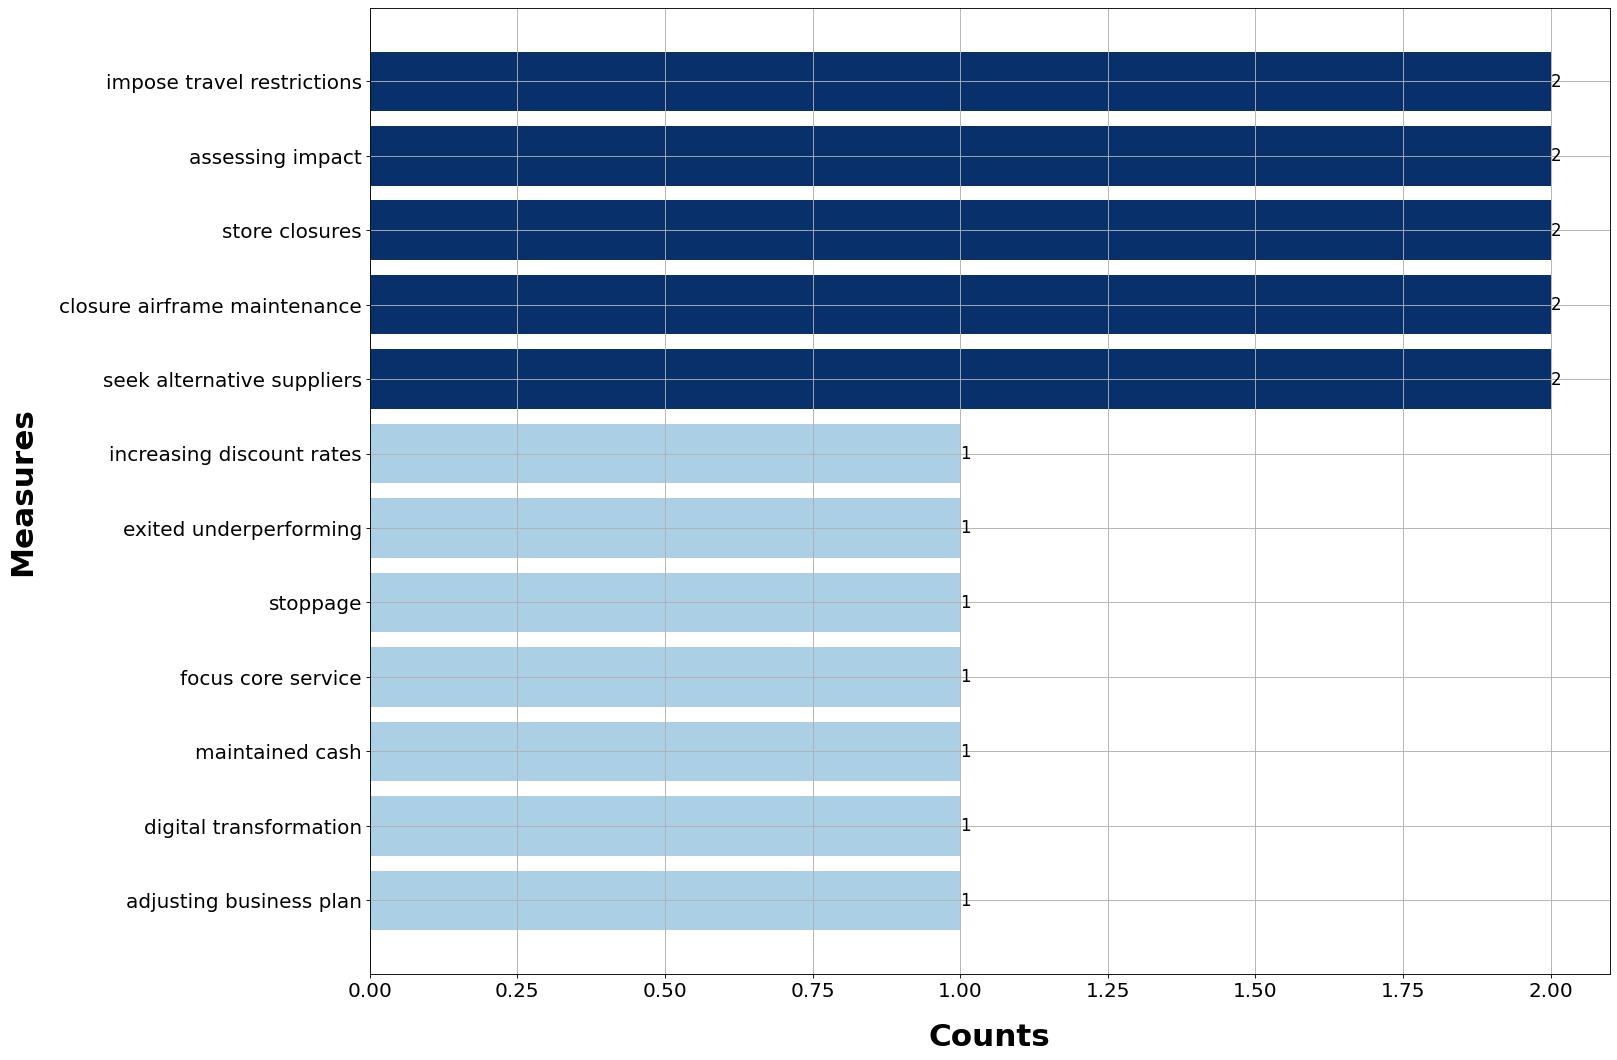 impose travel restrictions 2
assessing impact 2
store closures 2
closure airframe maintenance 2
seek alternative suppliers 2
increasing discount rates 1
exited underperforming 1
stoppage 1
focus core service 1
maintained cash 1
digital transformation 1
adjusting business plan 1
Measures
0.00 0.25 0.50 0.75 1.00 1.25 1.50 1.75 2.00
Counts